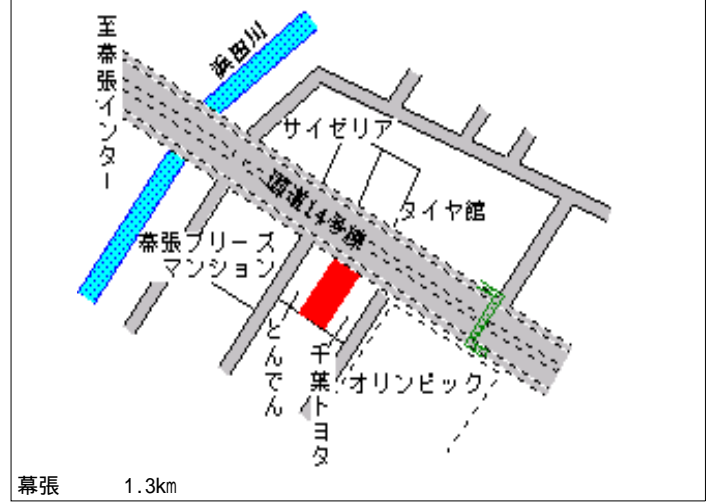 至幕張インター
浜田川
サイゼリア
国道14号線
タイヤ館
幕張ブリーズ
マンション
とんでん
千葉トヨタ
オリンピック
幕張 1.3km